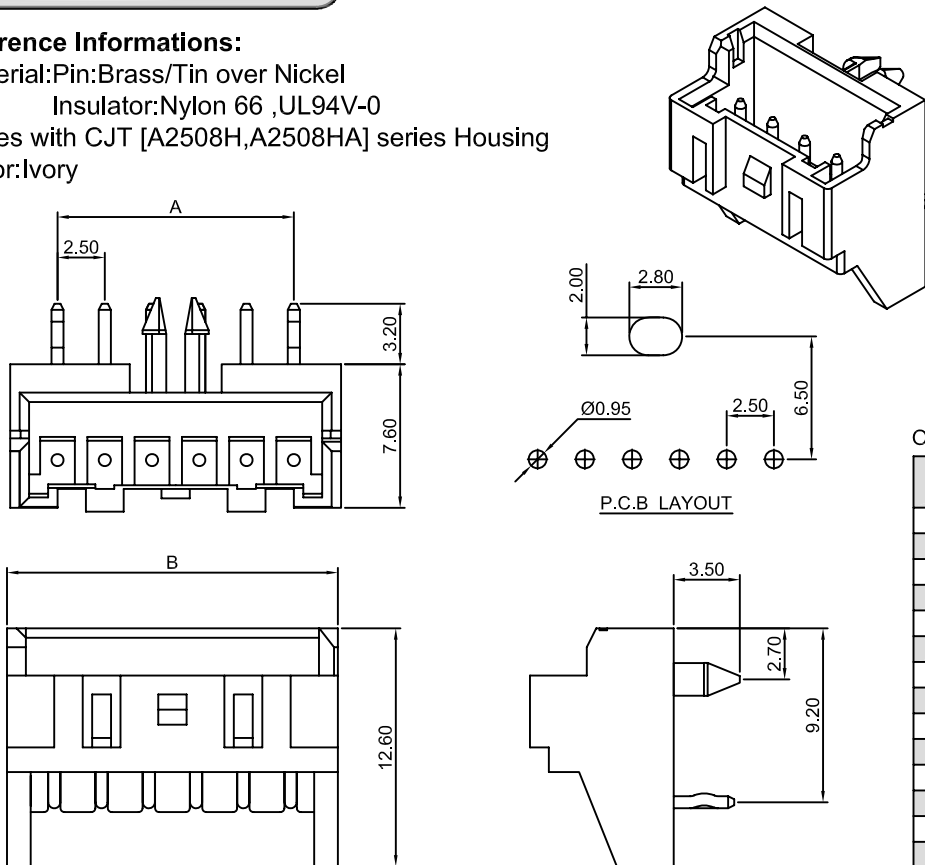 rence Informations:
erial:Pin:Brass/Tin over Nickel
Insulator:Nylon 66 ,UL94V-0
es with CJT [A2508H,A2508HA] series Housing
or:Ivory
A
2.50
3.20
7.60
2.00
2.80
6.50
Ø0.95
2.50
P.C.B LAYOUT
B
12.60
3.50
2.70
9.20